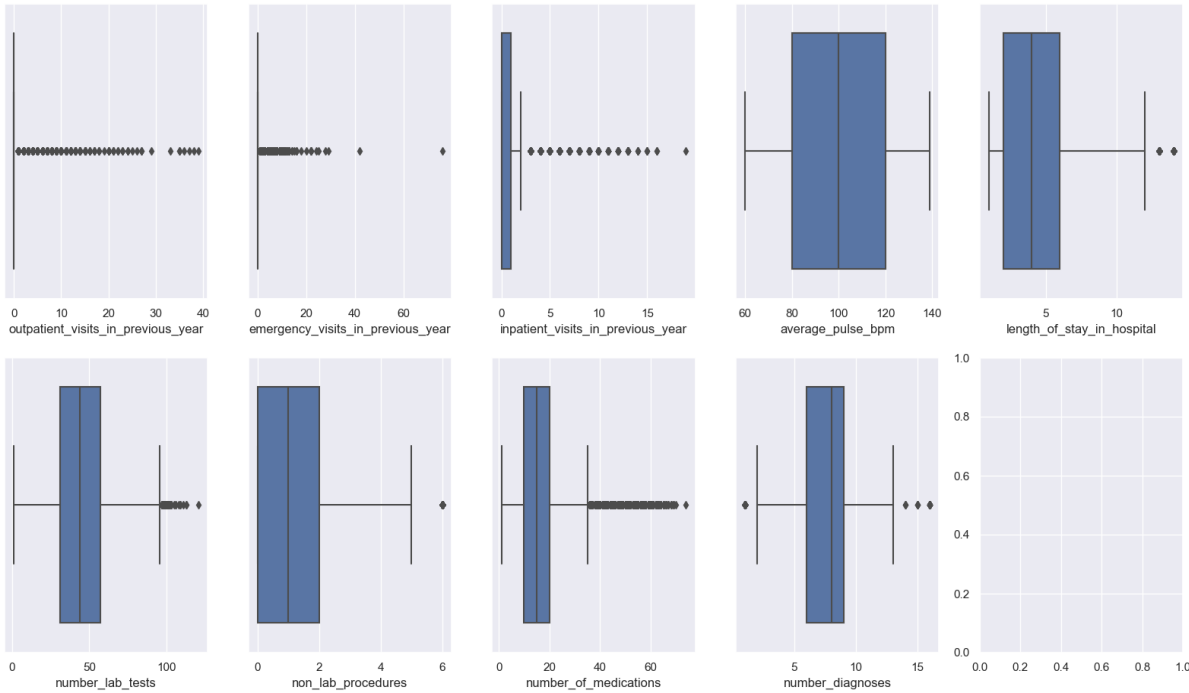 0 10 20 30 40
outpatient_visits_in_previous_year
0 20 40 60
emergency_visits_in_previous_year
0 5 10 15
inpatient_visits_in_previous_year
60 80 100 120 140
average_pulse_bpm
5 10
length_of_stay_in_hospital
0 50 100
number_lab_tests
0 2 4 6
non_lab_procedures
0 20 40 60
number_of_medications
5 10 15
number_diagnoses
1.0
0.8
0.6
0.4
0.2
0.0
0.0 0.2 0.4 0.6 0.8 1.0